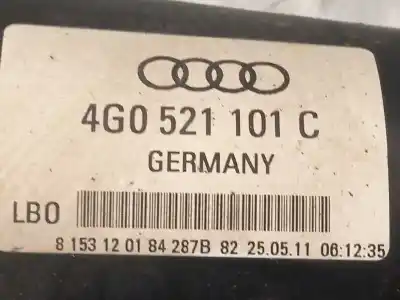 4G0 521 101 C
GERMANY
LBO
8 153 12 01 84 287B 82 25.05.11 06:12:35